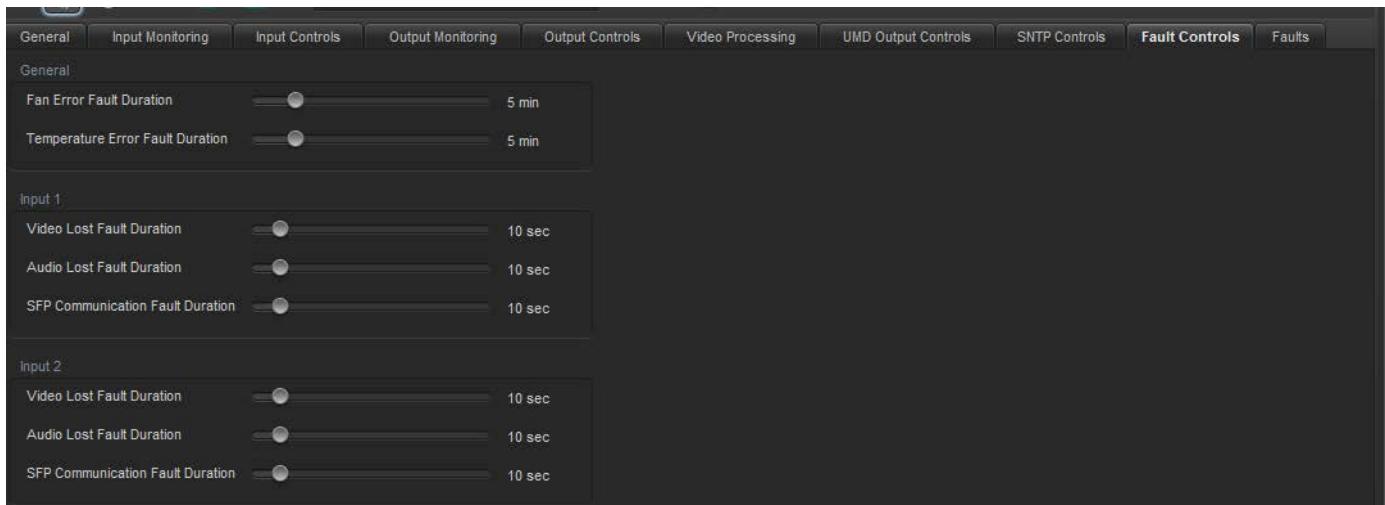 General Input Monitoring Input Controls Output Monitoring Output Controls Video Processing UMD Output Controls SNTP Controls Fault Controls Faults
General
Fan Error Fault Duration 5 min
Temperature Error Fault Duration 5 min
Input 1
Video Lost Fault Duration 10 sec
Audio Lost Fault Duration 10 sec
SFP Communication Fault Duration 10 sec
Input 2
Video Lost Fault Duration 10 sec
Audio Lost Fault Duration 10 sec
SFP Communication Fault Duration 10 sec